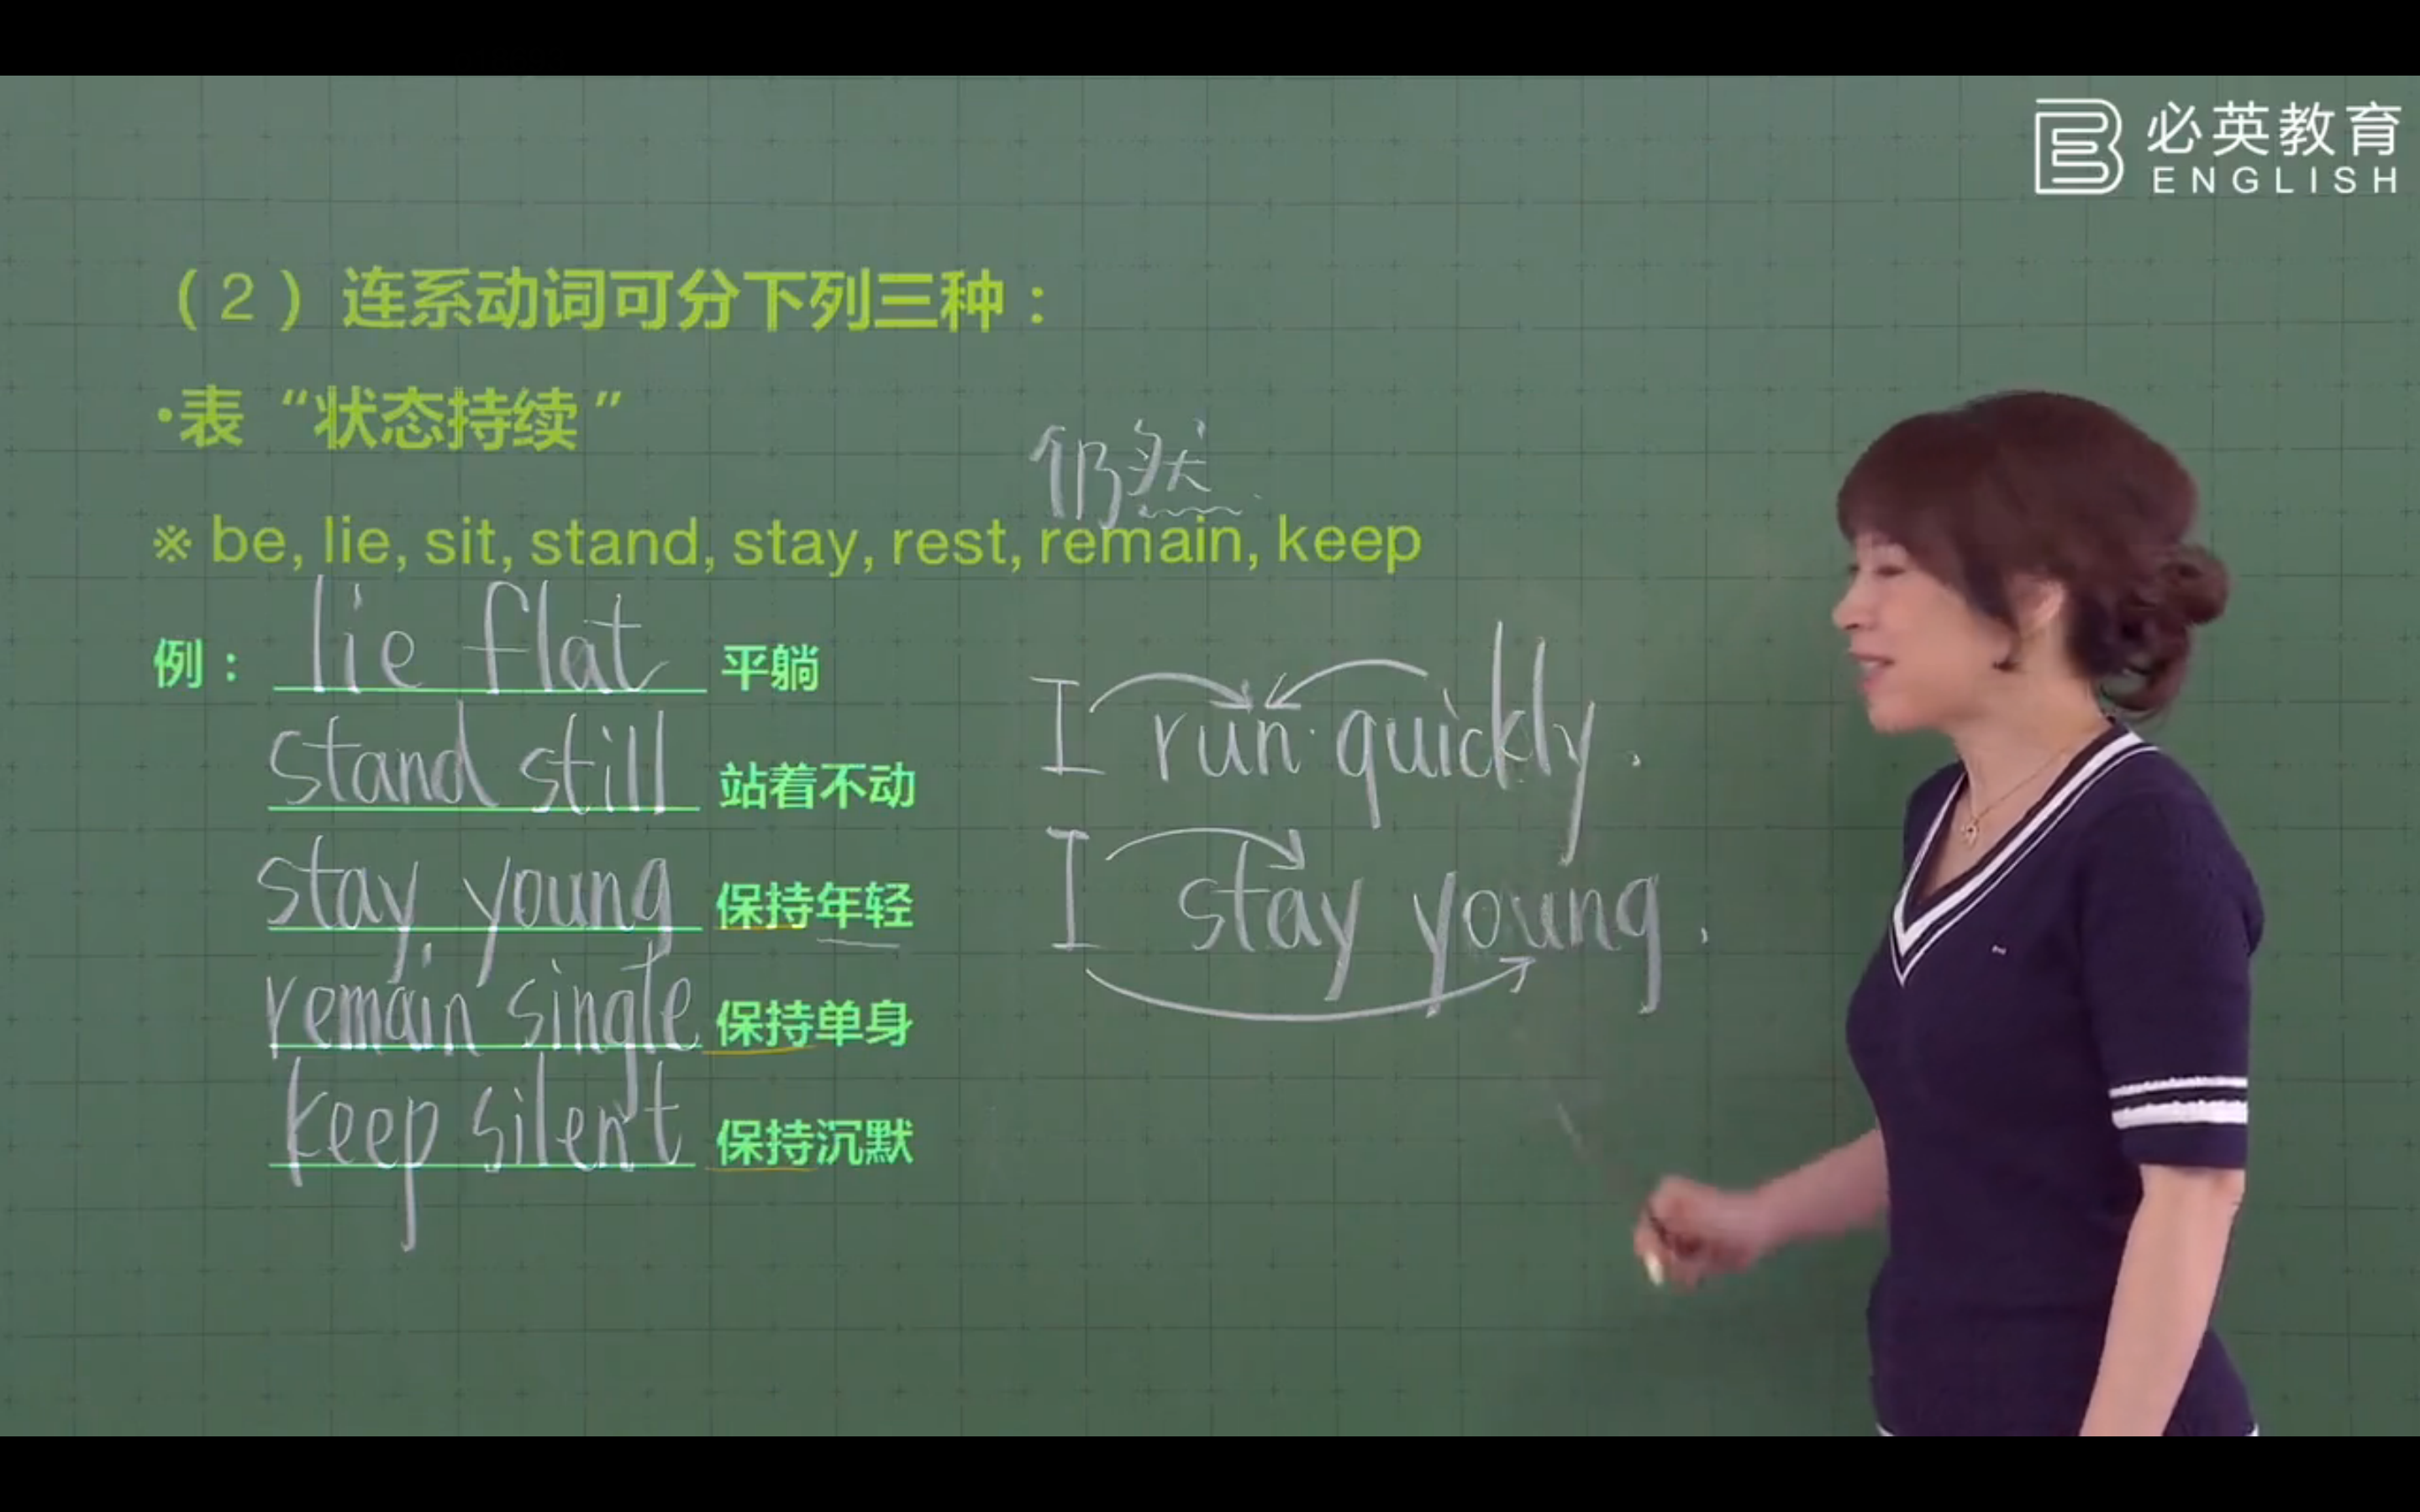 必英教育
ENGLISH
（2）连系动词可分下列三种：
·表“状态持续”
仍然
※ be, lie, sit, stand, stay, rest, remain, keep
例： lie flat 平躺
stand still 站着不动
stay young 保持年轻
remain single 保持单身
keep silent 保持沉默
I run quickly.
I stay young.